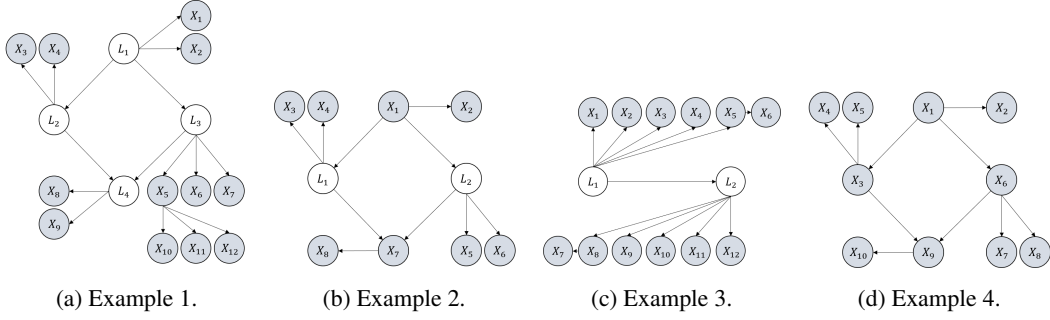 X₁
X₃ X₄ L₁ X₂
L₂ L₃
X₈ L₄ X₅ X₆ X₇
X₉
X₁₀ X₁₁ X₁₂
(a) Example 1.
X₃ X₄ X₁ X₂
L₁ L₂
X₈ X₇ X₅ X₆
(b) Example 2.
X₁ X₂ X₃ X₄ X₅ X₆
L₁ L₂
X₇ X₈ X₉ X₁₀ X₁₁ X₁₂
(c) Example 3.
X₄ X₅ X₁ X₂
X₃ X₆
X₁₀ X₉ X₇ X₈
(d) Example 4.